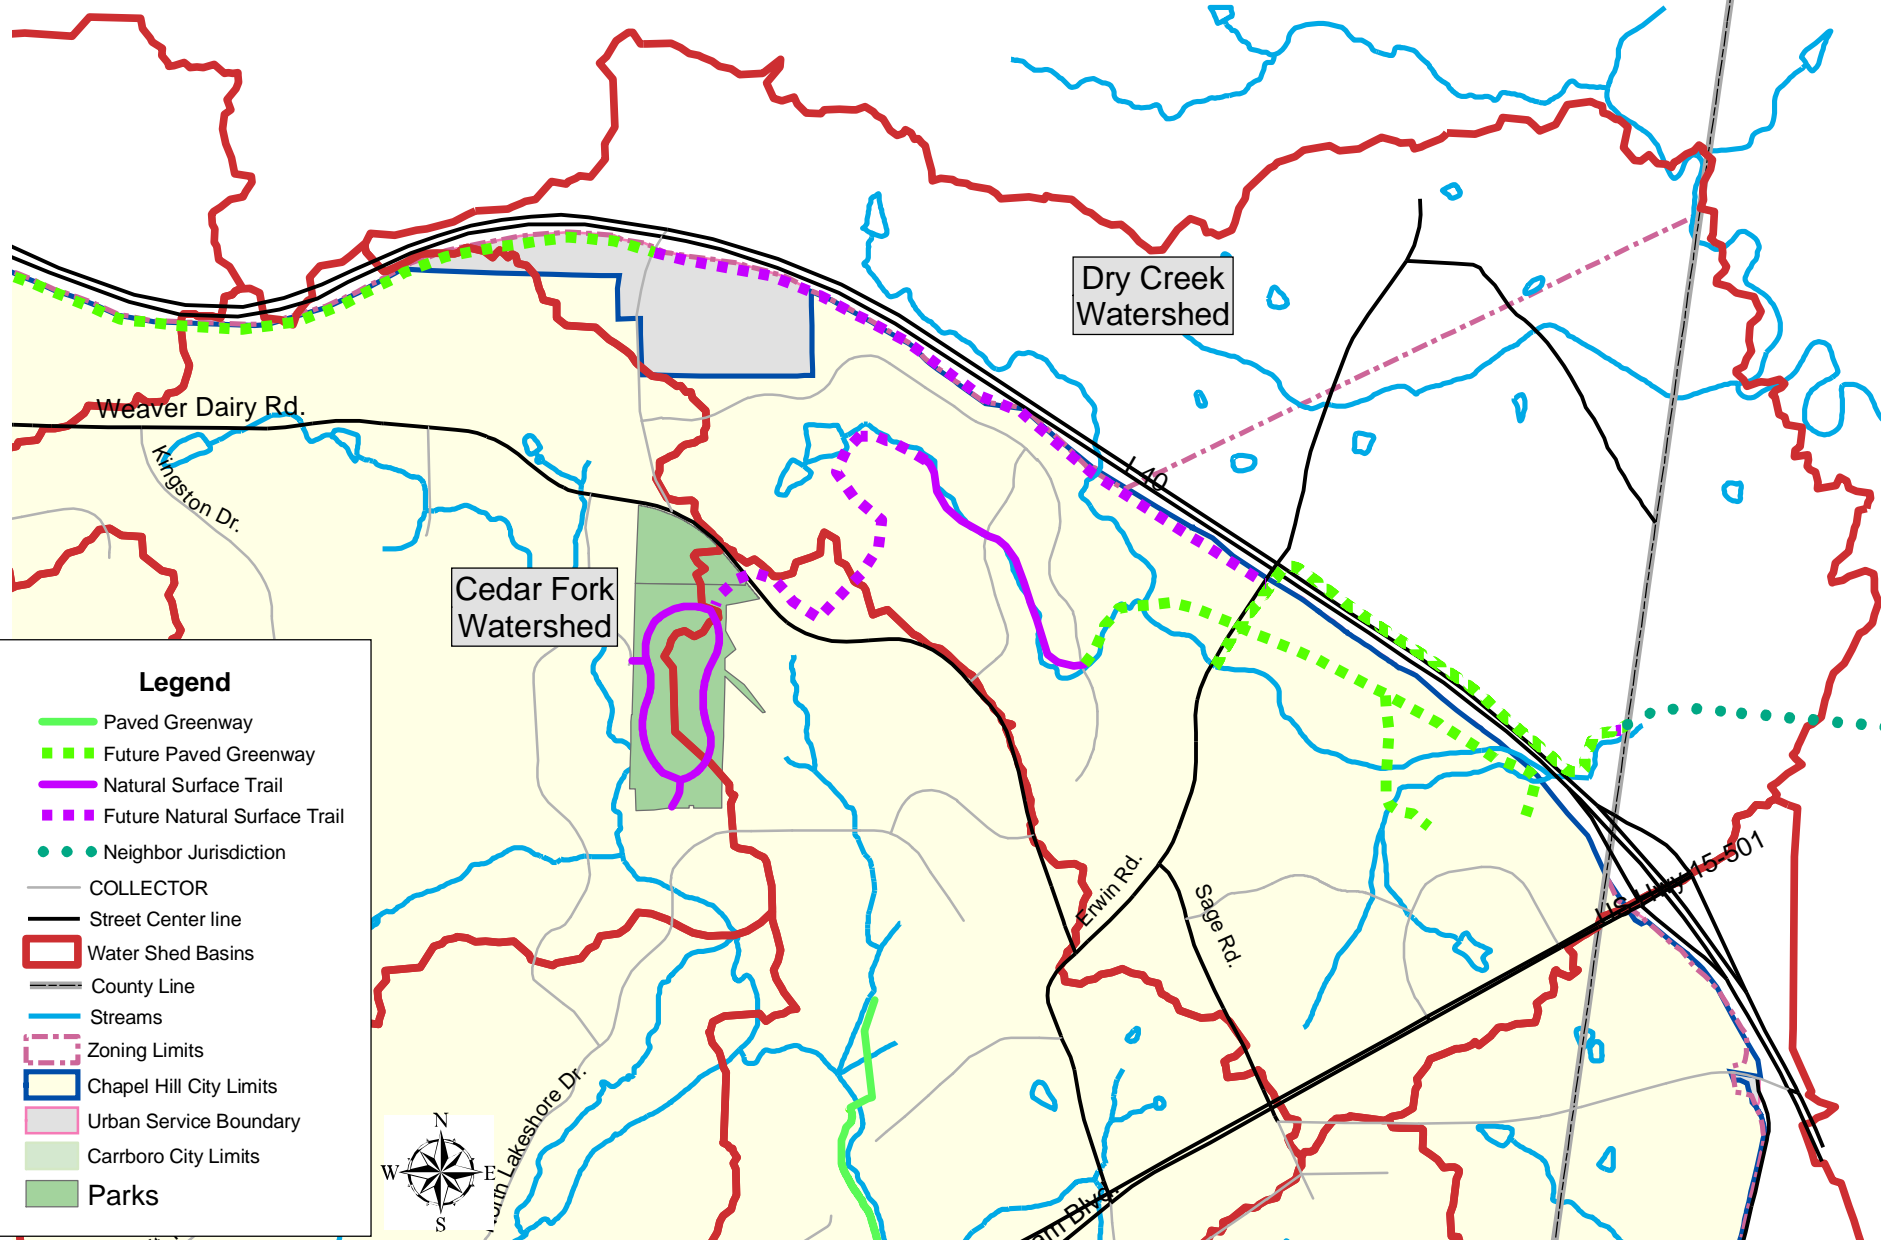 Dry Creek
Watershed
Weaver Dairy Rd.
Kingston Dr.
I-40
Cedar Fork
Watershed
Legend
Paved Greenway
Future Paved Greenway
Natural Surface Trail
Future Natural Surface Trail
Neighbor Jurisdiction
COLLECTOR
Street Center line
Water Shed Basins
County Line
Streams
Zoning Limits
Chapel Hill City Limits
Urban Service Boundary
Carrboro City Limits
Parks
Erwin Rd.
Sage Rd.
US Hwy 15-501
Lakeshore Dr.
Blvd.
N
W
E
S